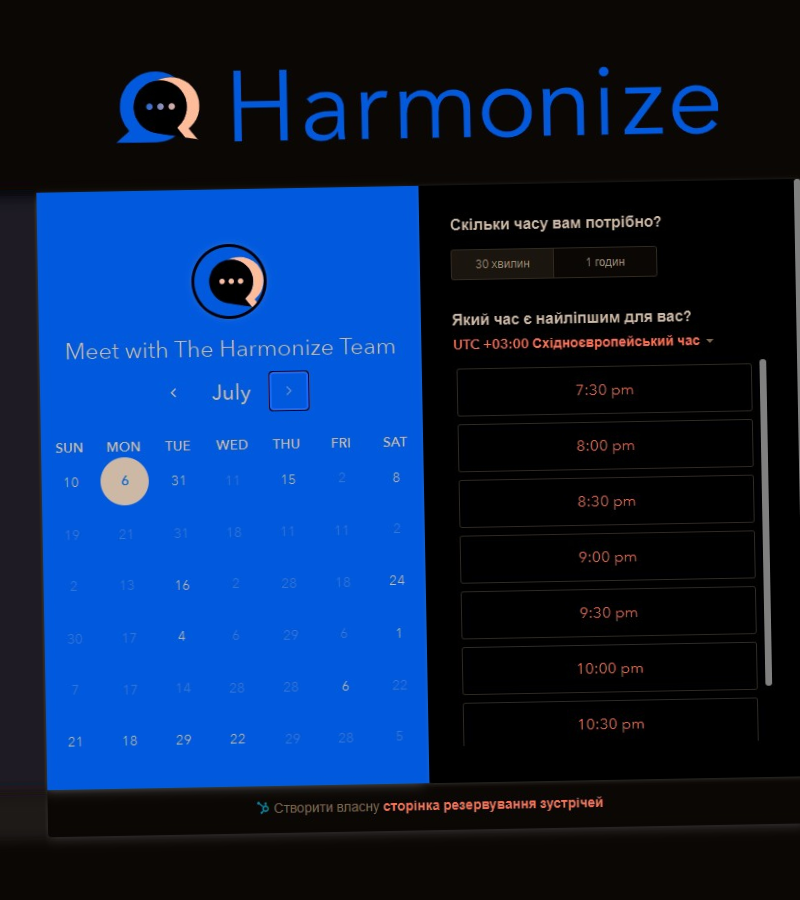 Harmonize
Meet with The Harmonize Team
July
SUN MON TUE WED THU FRI SAT
10 6 31 11 15 2 8
19 21 31 18 11 11 2
2 13 16 2 28 18 24
30 17 4 6 29 6 1
7 17 14 28 28 6 22
21 18 29 22 29 28 5
Скільки часу вам потрібно?
30 хвилин 1 годин
Який час є найліпшим для вас?
UTC +03:00 Східноєвропейський час
7:30 pm
8:00 pm
8:30 pm
9:00 pm
9:30 pm
10:00 pm
10:30 pm
Створити власну сторінка резервування зустрічей